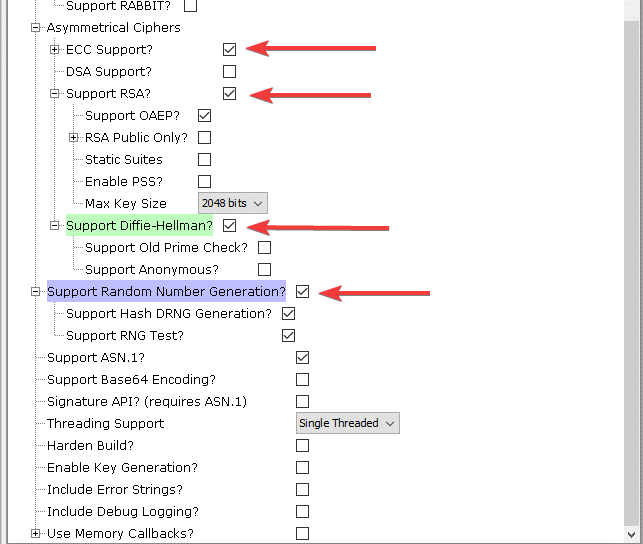 Support RABBIT?
Asymmetrical Ciphers
ECC Support?
DSA Support?
Support RSA?
Support OAEP?
RSA Public Only?
Static Suites
Enable PSS?
Max Key Size 2048 bits
Support Diffie-Hellman?
Support Old Prime Check?
Support Anonymous?
Support Random Number Generation?
Support Hash DRNG Generation?
Support RNG Test?
Support ASN.1?
Support Base64 Encoding?
Signature API? (requires ASN.1)
Threading Support Single Threaded
Harden Build?
Enable Key Generation?
Include Error Strings?
Include Debug Logging?
Use Memory Callbacks?